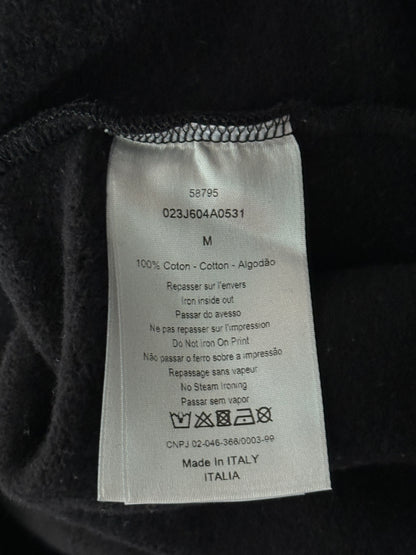 58795
023J604A0531
M
100% Coton - Cotton - Algodão
Repasser sur l'envers
Iron inside out
Passar do avesso
Ne pas repasser sur l'impression
Do Not Iron On Print
Não passar o ferro sobre a impressão
Repassage sans vapeur
No Steam Ironing
Passar sem vapor
CNPJ 02-046-366/0003-99
Made in ITALY
ITALIA